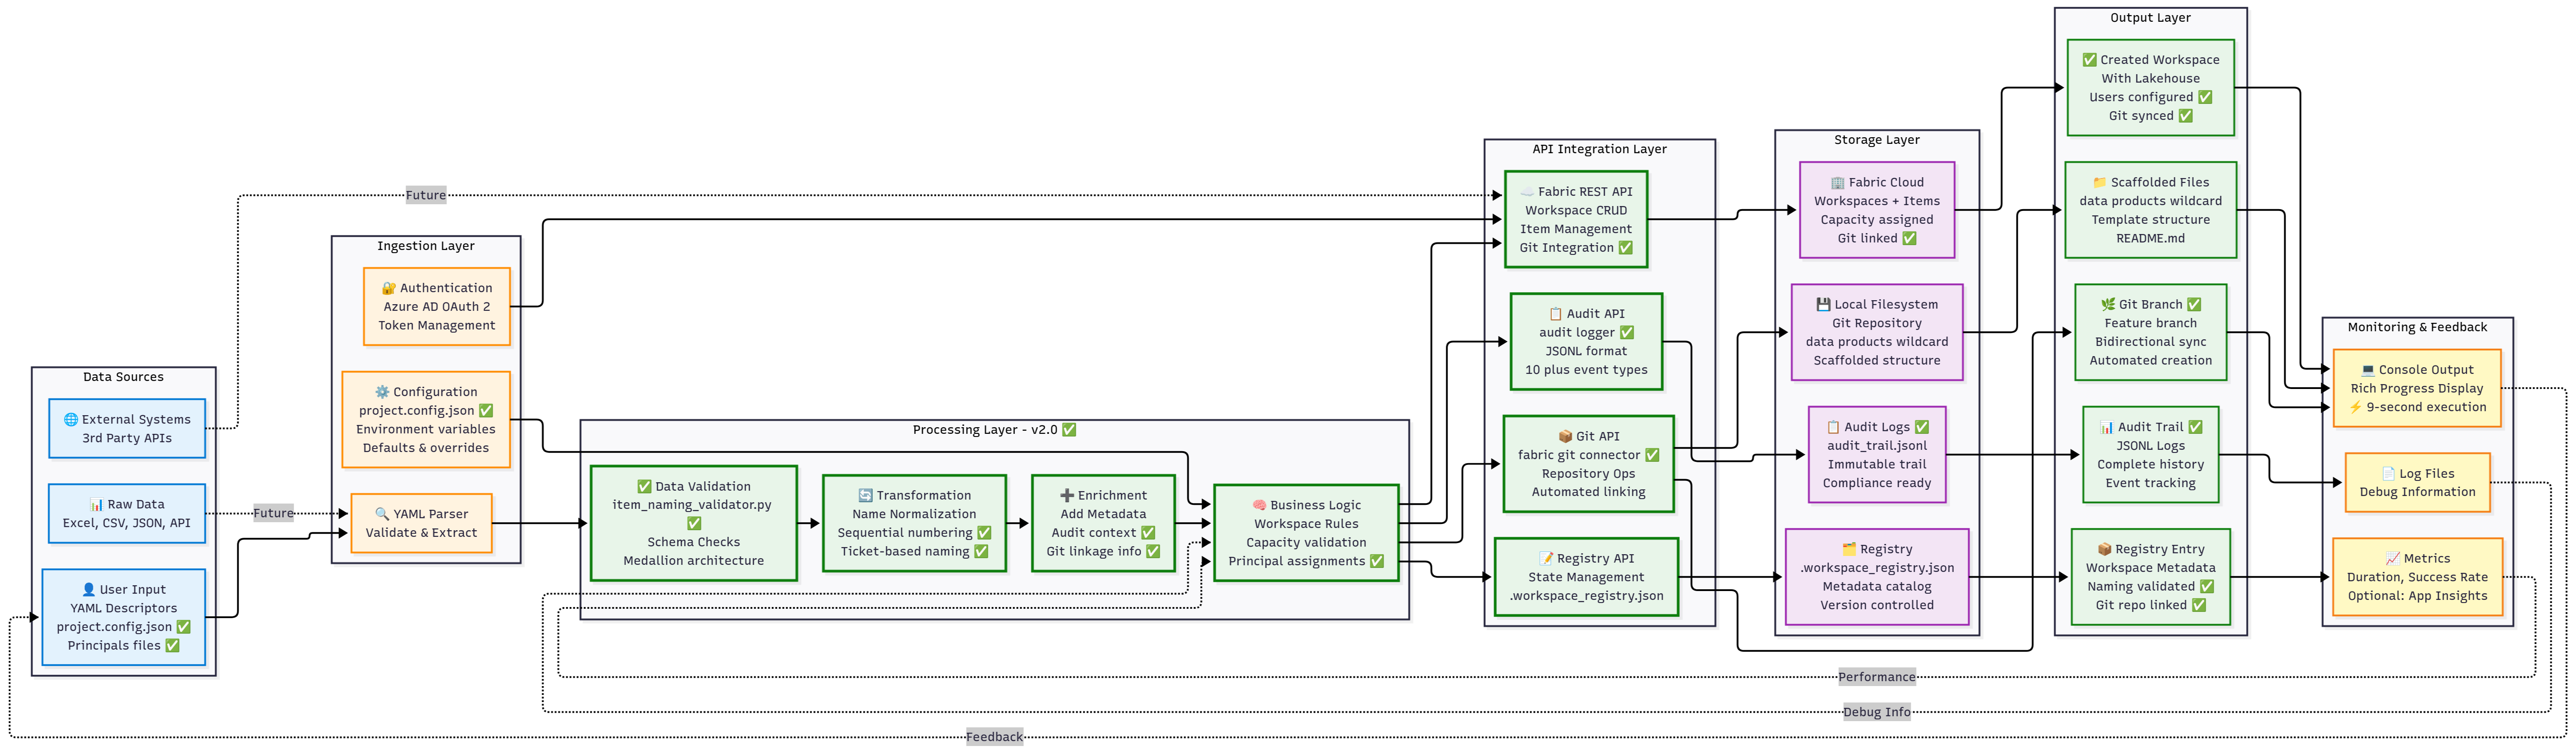 Data Sources
🌐 External Systems
3rd Party APIs
📊 Raw Data
Excel, CSV, JSON, API
👤 User Input
YAML Descriptors
project.config.json ✅
Principals files ✅
Future
Future
Ingestion Layer
🔐 Authentication
Azure AD OAuth 2
Token Management
⚙️ Configuration
project.config.json ✅
Environment variables
Defaults & overrides
🔍 YAML Parser
Validate & Extract
Processing Layer - v2.0 ✅
✅ Data Validation
item_naming_validator.py
✅
Schema Checks
Medallion architecture
🔄 Transformation
Name Normalization
Sequential numbering ✅
Ticket-based naming ✅
➕ Enrichment
Add Metadata
Audit context ✅
Git linkage info ✅
🧠 Business Logic
Workspace Rules
Capacity validation
Principal assignments ✅
API Integration Layer
☁️ Fabric REST API
Workspace CRUD
Item Management
Git Integration ✅
📋 Audit API
audit logger ✅
JSONL format
10 plus event types
📦 Git API
fabric git connector ✅
Repository Ops
Automated linking
📝 Registry API
State Management
.workspace_registry.json
Storage Layer
🏢 Fabric Cloud
Workspaces + Items
Capacity assigned
Git linked ✅
💾 Local Filesystem
Git Repository
data products wildcard
Scaffolded structure
📋 Audit Logs ✅
audit_trail.jsonl
Immutable trail
Compliance ready
🗂️ Registry
.workspace_registry.json
Metadata catalog
Version controlled
Output Layer
✅ Created Workspace
With Lakehouse
Users configured ✅
Git synced ✅
📁 Scaffolded Files
data products wildcard
Template structure
README.md
🌿 Git Branch ✅
Feature branch
Bidirectional sync
Automated creation
📊 Audit Trail ✅
JSONL Logs
Complete history
Event tracking
📦 Registry Entry
Workspace Metadata
Naming validated ✅
Git repo linked ✅
Monitoring & Feedback
💻 Console Output
Rich Progress Display
⚡ 9-second execution
📄 Log Files
Debug Information
📈 Metrics
Duration, Success Rate
Optional: App Insights
Performance
Debug Info
Feedback